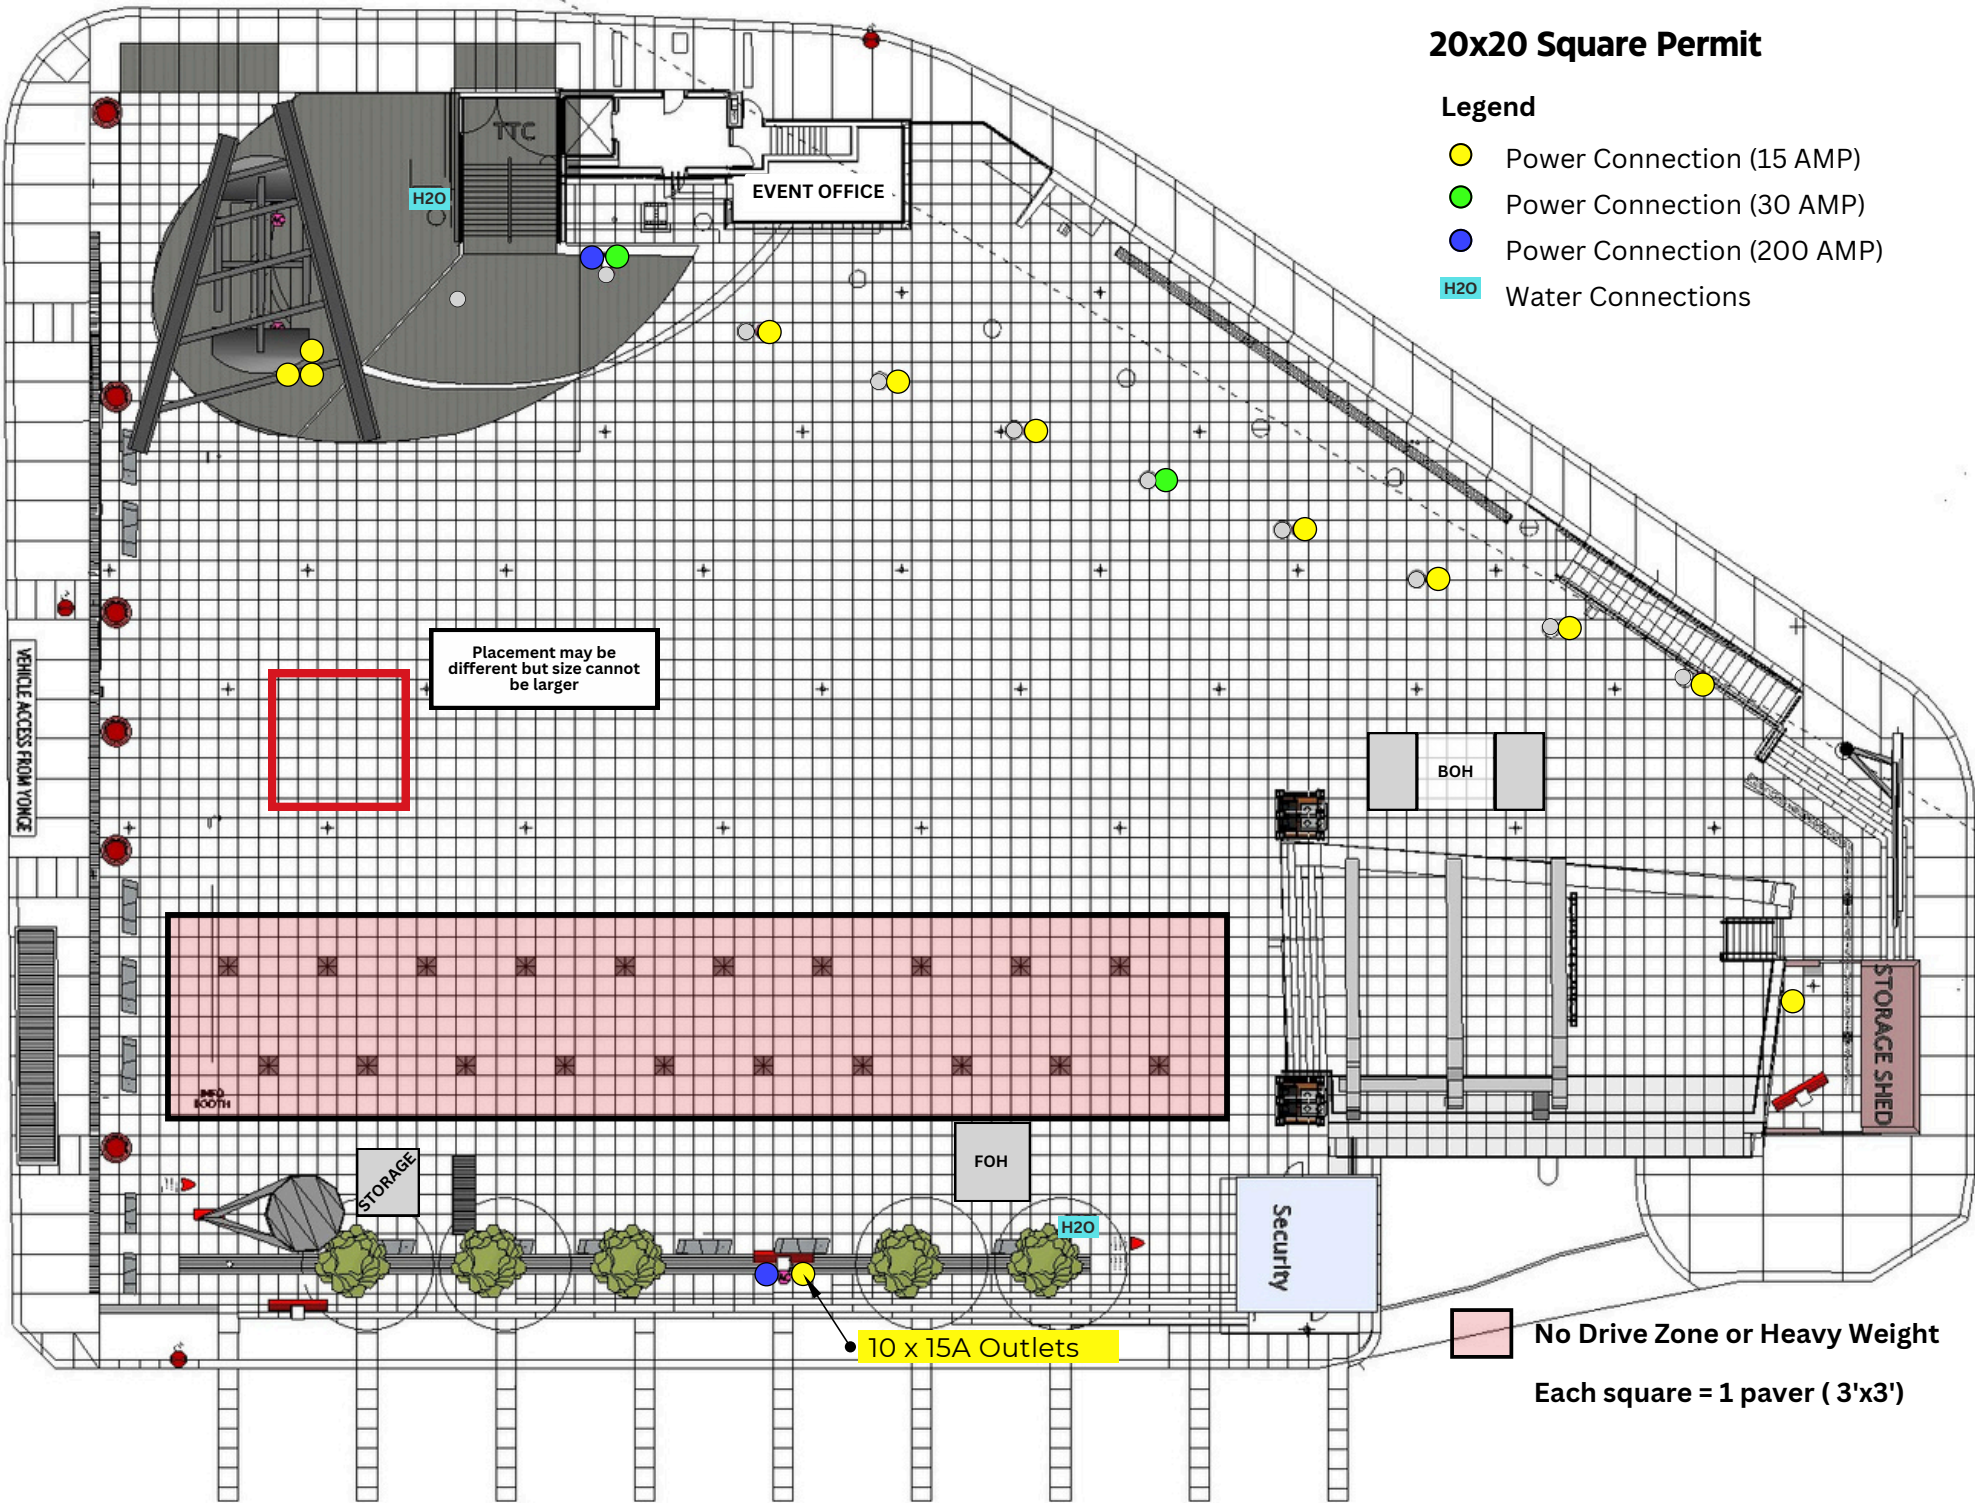 20x20 Square Permit
Legend
Power Connection (15 AMP)
Power Connection (30 AMP)
Power Connection (200 AMP)
H2O
Water Connections
TTC
H2O
EVENT OFFICE
Placement may be
different but size cannot
be larger
VEHICLE ACCESS FROM YONGE
BOH
STORAGE SHED
INFO
BOOTH
STORAGE
FOH
H2O
Security
10 x 15A Outlets
No Drive Zone or Heavy Weight
Each square = 1 paver ( 3'x3')